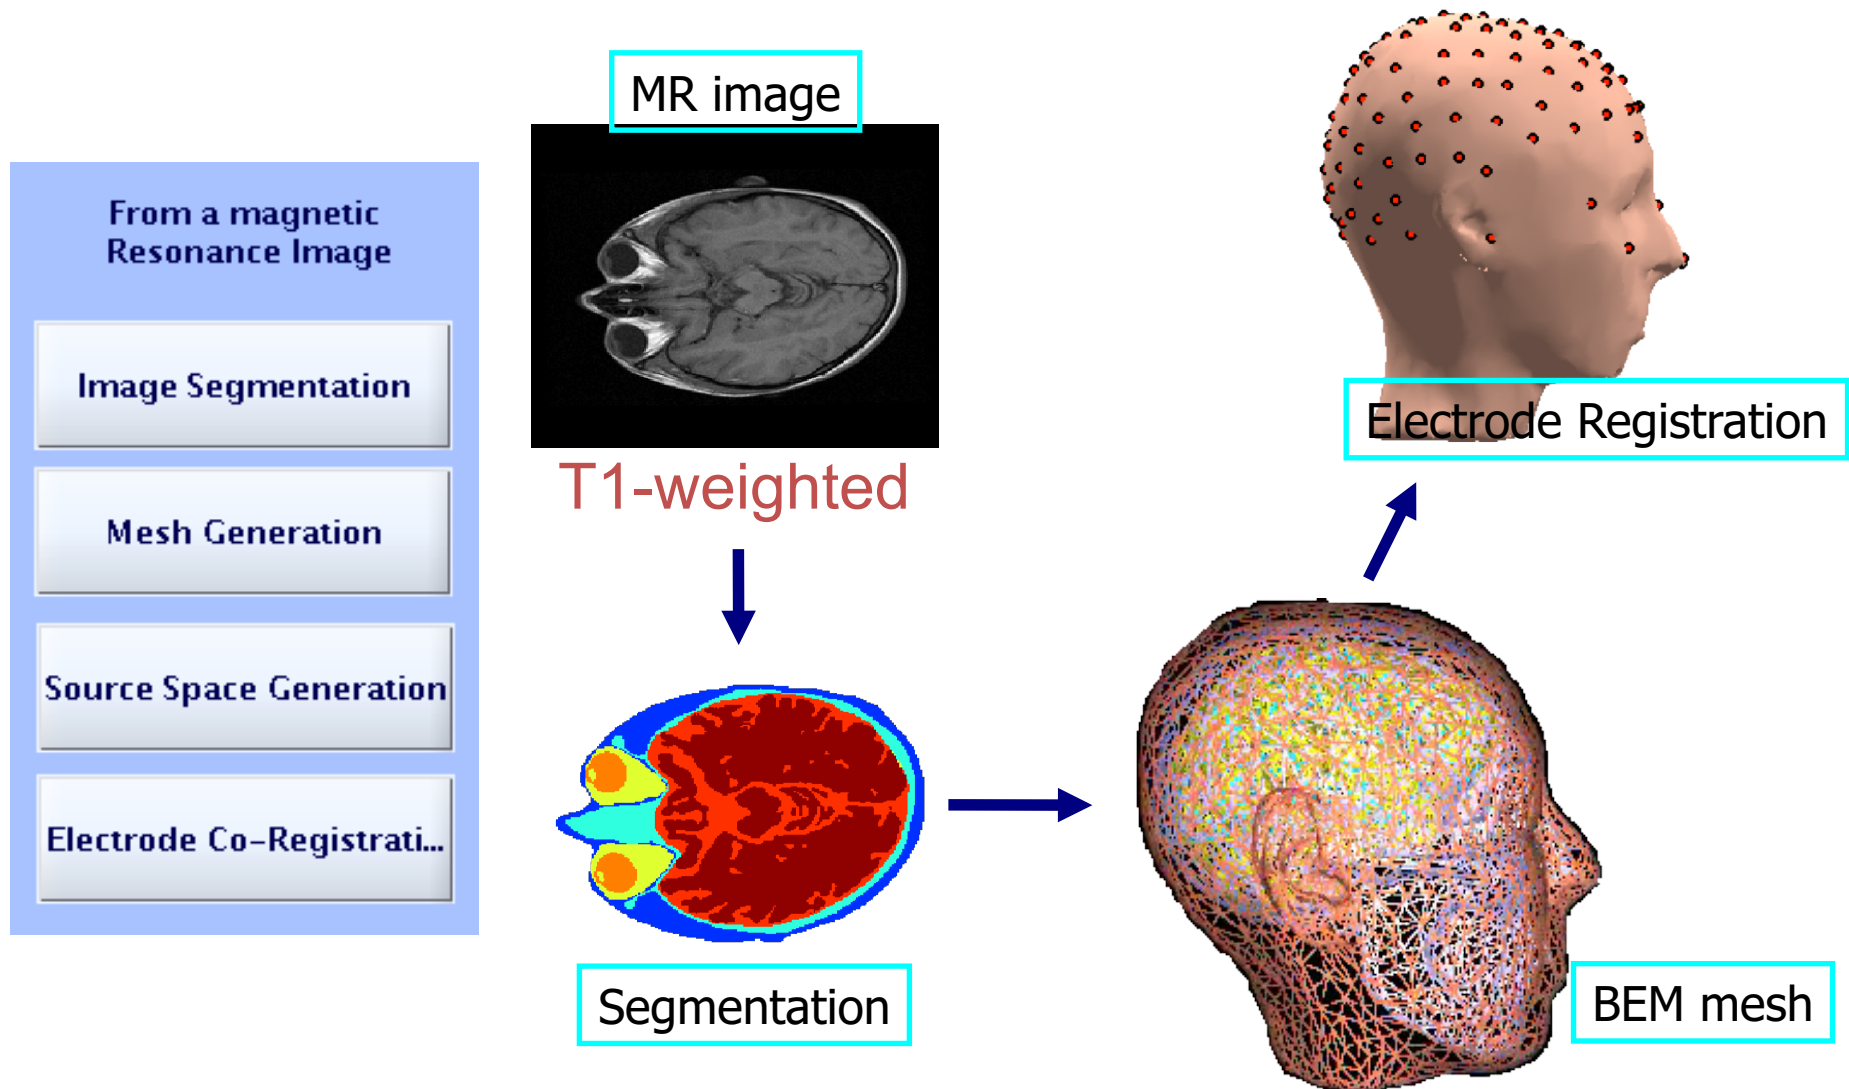 From a magnetic
Resonance Image
Image Segmentation
Mesh Generation
Source Space Generation
Electrode Co-Registrati...
MR image
T1-weighted
Segmentation
BEM mesh
Electrode Registration